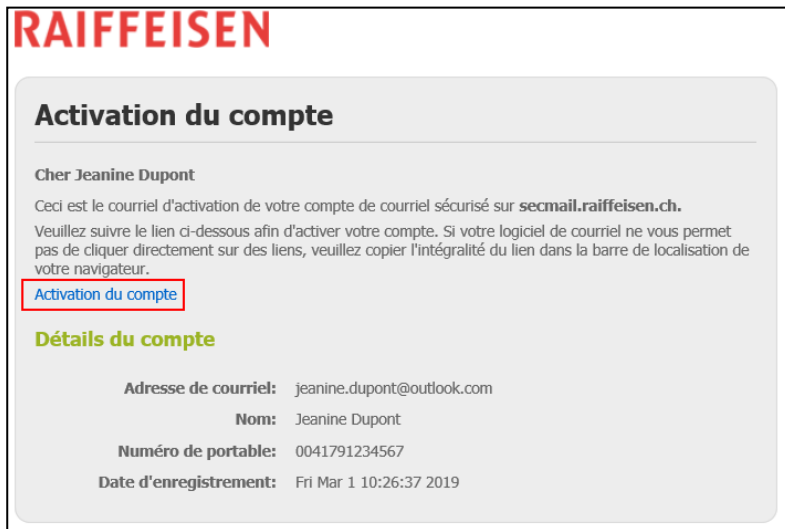 RAIFFEISEN
Activation du compte
Cher Jeanine Dupont
Ceci est le courriel d'activation de votre compte de courriel sécurisé sur secmail.raiffeisen.ch.
Veuillez suivre le lien ci-dessous afin d'activer votre compte. Si votre logiciel de courriel ne vous permet
pas de cliquer directement sur des liens, veuillez copier l'intégralité du lien dans la barre de localisation de
votre navigateur.
Activation du compte
Détails du compte
Adresse de courriel: jeanine.dupont@outlook.com
Nom: Jeanine Dupont
Numéro de portable: 0041791234567
Date d'enregistrement: Fri Mar 1 10:26:37 2019